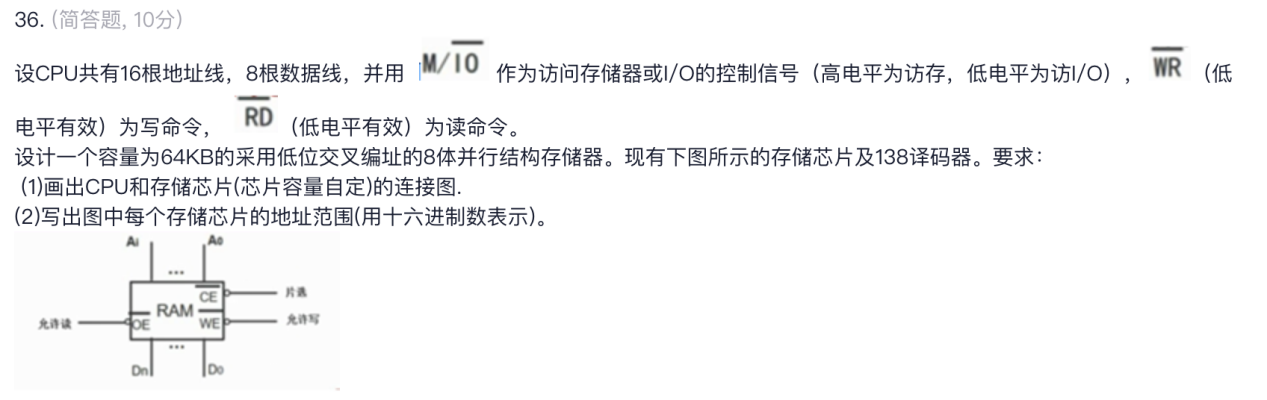 36. (简答题, 10分)
设CPU共有16根地址线，8根数据线，并用 M/I̅O̅ 作为访问存储器或I/O的控制信号（高电平为访存，低电平为访I/O）， W̅R̅ （低
电平有效）为写命令， R̅D̅ （低电平有效）为读命令。
设计一个容量为64KB的采用低位交叉编址的8体并行结构存储器。现有下图所示的存储芯片及138译码器。要求：
(1)画出CPU和存储芯片(芯片容量自定)的连接图.
(2)写出图中每个存储芯片的地址范围(用十六进制数表示)。
Ai ... A0
C̅E̅ 片选
RAM
允许读 O̅E̅ W̅E̅ 允许写
Dn ... D0